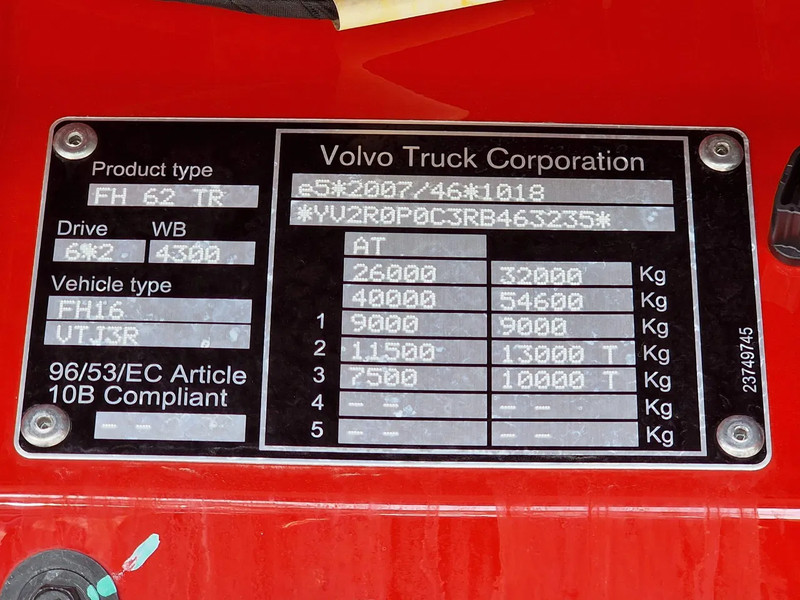 Product type
FH 62 TR
Drive WB
6*2 4300
Vehicle type
FH16
VTJ3R
96/53/EC Article
10B Compliant
- -
Volvo Truck Corporation
e5*2007/46*1018
*YV2R0P0C3RB463235*
AT
26000 32000 Kg
40000 54600 Kg
1 9000 9000 Kg
2 11500 13000 T Kg
3 7500 10000 T Kg
4 - - - - Kg
5 - - - - Kg
23749745